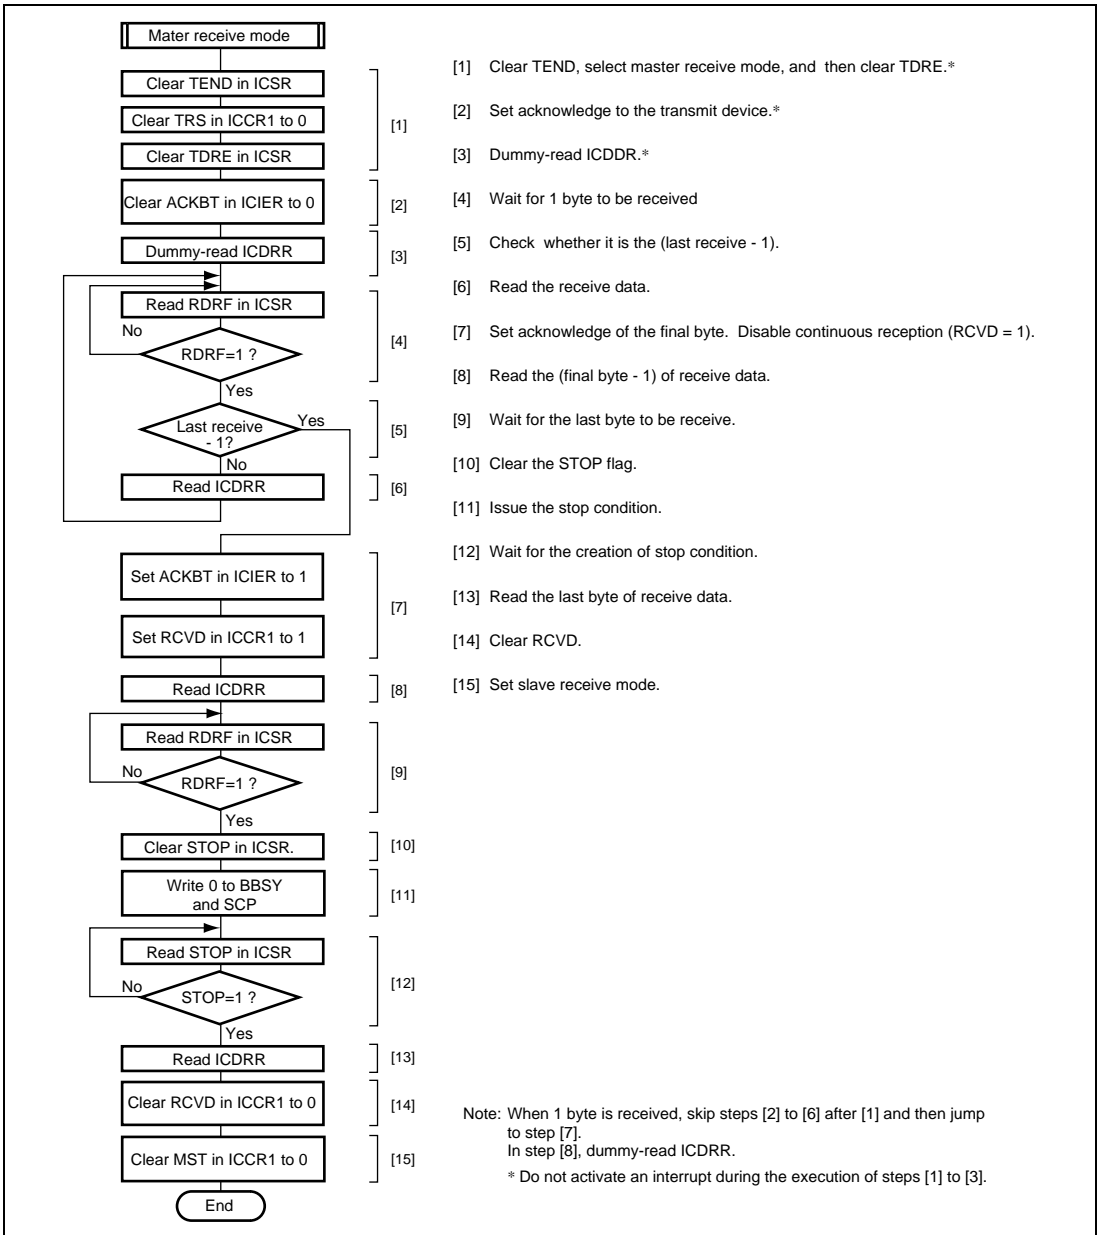 Mater receive mode
Clear TEND in ICSR
Clear TRS in ICCR1 to 0
Clear TDRE in ICSR
[1]
Clear ACKBT in ICIER to 0
[2]
Dummy-read ICDRR
[3]
Read RDRF in ICSR
No
RDRF=1 ?
[4]
Yes
Last receive
- 1?
Yes
[5]
No
Read ICDRR
[6]
Set ACKBT in ICIER to 1
[7]
Set RCVD in ICCR1 to 1
Read ICDRR
[8]
Read RDRF in ICSR
No
RDRF=1 ?
[9]
Yes
Clear STOP in ICSR.
[10]
Write 0 to BBSY
and SCP
[11]
Read STOP in ICSR
No
STOP=1 ?
[12]
Yes
Read ICDRR
[13]
Clear RCVD in ICCR1 to 0
[14]
Clear MST in ICCR1 to 0
[15]
End
[1] Clear TEND, select master receive mode, and then clear TDRE.*
[2] Set acknowledge to the transmit device.*
[3] Dummy-read ICDDR.*
[4] Wait for 1 byte to be received
[5] Check whether it is the (last receive - 1).
[6] Read the receive data.
[7] Set acknowledge of the final byte. Disable continuous reception (RCVD = 1).
[8] Read the (final byte - 1) of receive data.
[9] Wait for the last byte to be receive.
[10] Clear the STOP flag.
[11] Issue the stop condition.
[12] Wait for the creation of stop condition.
[13] Read the last byte of receive data.
[14] Clear RCVD.
[15] Set slave receive mode.
Note: When 1 byte is received, skip steps [2] to [6] after [1] and then jump
to step [7].
In step [8], dummy-read ICDRR.
* Do not activate an interrupt during the execution of steps [1] to [3].